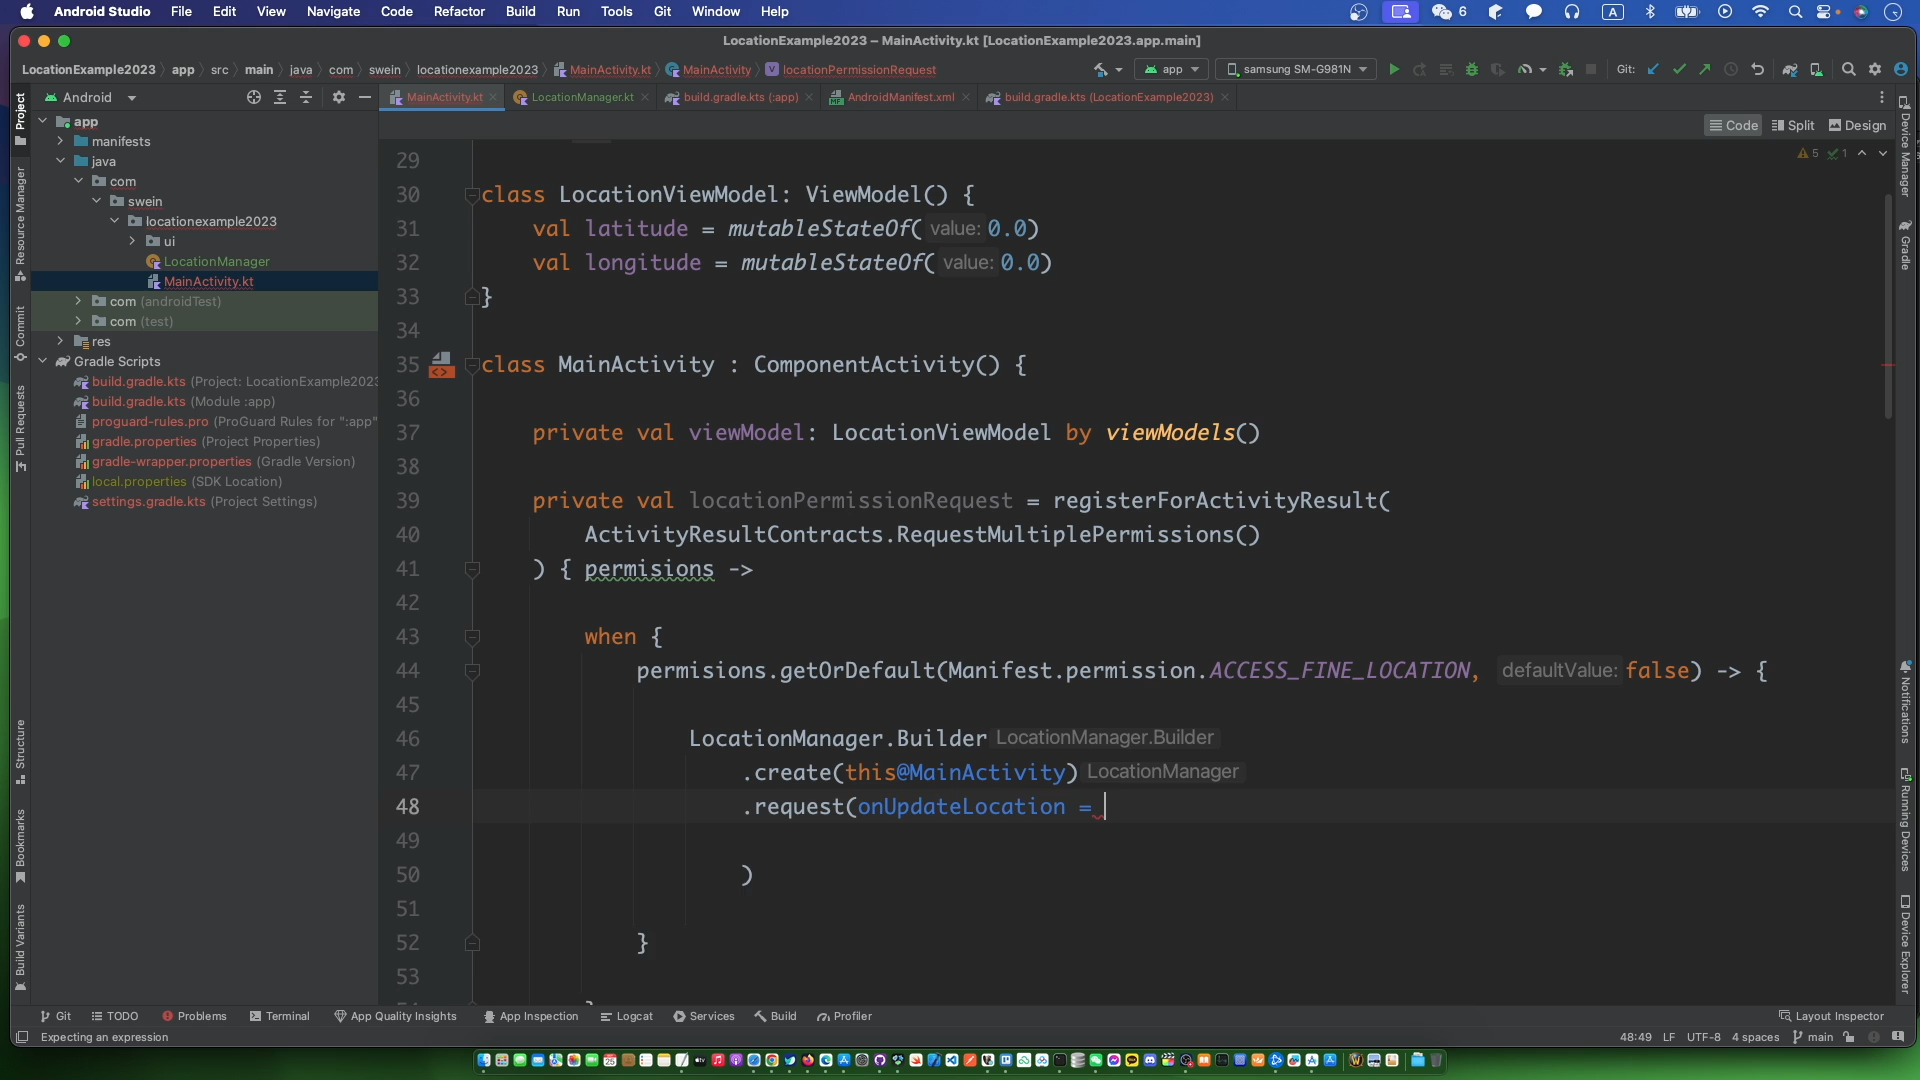 Android Studio File Edit View Navigate Code Refactor Build Run Tools Git Window Help 6 A
LocationExample2023 – MainActivity.kt [LocationExample2023.app.main]
LocationExample2023 app src main java com swein locationexample2023 MainActivity.kt MainActivity locationPermissionRequest app samsung SM-G981N Git:
Android
MainActivity.kt LocationManager.kt build.gradle.kts (:app) AndroidManifest.xml build.gradle.kts (LocationExample2023)
Code Split Design
5 1
Project
Resource Manager
Commit
Pull Requests
Structure
Bookmarks
Build Variants
app
manifests
java
com
swein
locationexample2023
ui
LocationManager
MainActivity.kt
com (androidTest)
com (test)
res
Gradle Scripts
build.gradle.kts (Project: LocationExample2023
build.gradle.kts (Module :app)
proguard-rules.pro (ProGuard Rules for ":app"
gradle.properties (Project Properties)
gradle-wrapper.properties (Gradle Version)
local.properties (SDK Location)
settings.gradle.kts (Project Settings)
29
30 class LocationViewModel: ViewModel() {
31 val latitude = mutableStateOf( value: 0.0)
32 val longitude = mutableStateOf( value: 0.0)
33 }
34
35 class MainActivity : ComponentActivity() {
36
37 private val viewModel: LocationViewModel by viewModels()
38
39 private val locationPermissionRequest = registerForActivityResult(
40 ActivityResultContracts.RequestMultiplePermissions()
41 ) { permisions ->
42
43 when {
44 permisions.getOrDefault(Manifest.permission.ACCESS_FINE_LOCATION, defaultValue: false) -> {
45
46 LocationManager.Builder LocationManager.Builder
47 .create(this@MainActivity) LocationManager
48 .request(onUpdateLocation =
49
50 )
51
52 }
53
Device Manager
Gradle
Notifications
Running Devices
Device Explorer
Git TODO Problems Terminal App Quality Insights App Inspection Logcat Services Build Profiler Layout Inspector
Expecting an expression 48:49 LF UTF-8 4 spaces main